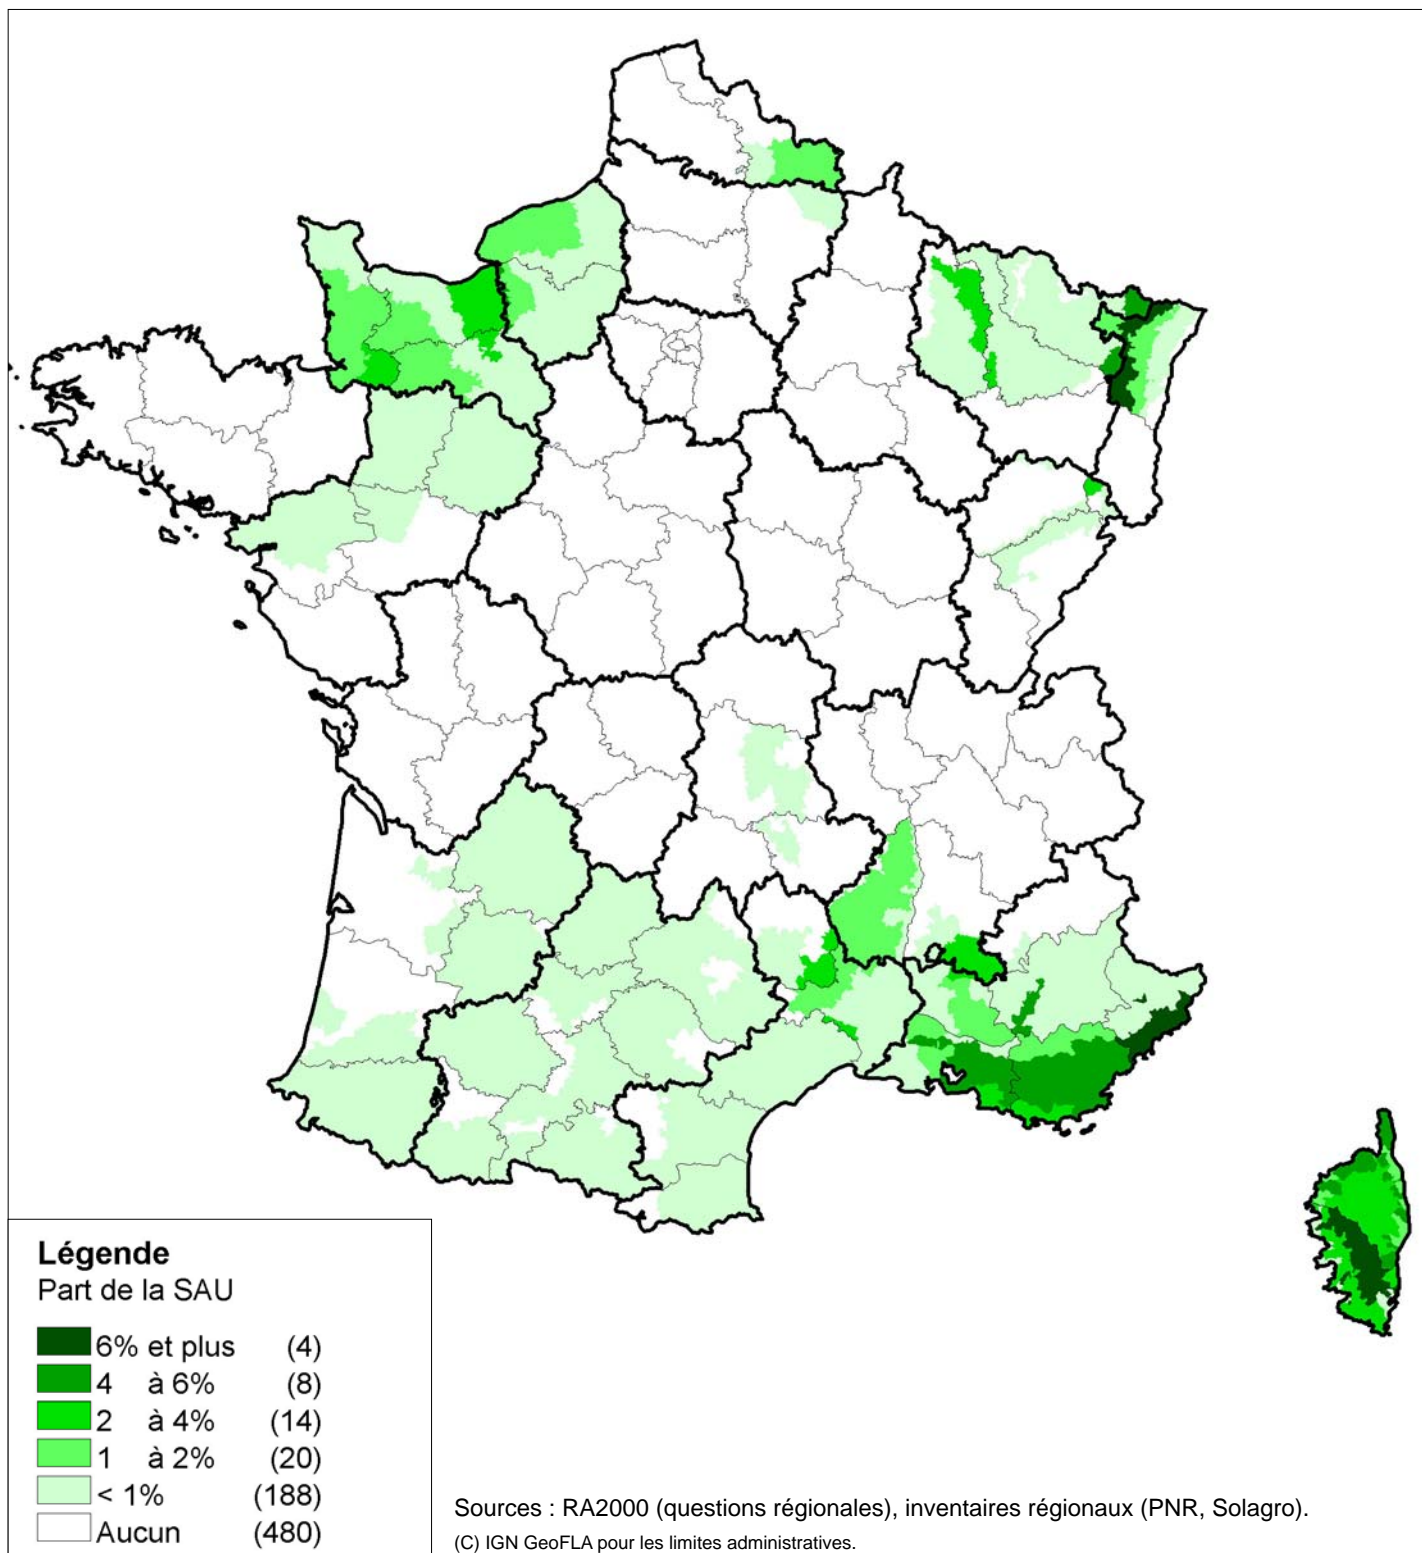 Légende
Part de la SAU
6% et plus (4)
4 à 6% (8)
2 à 4% (14)
1 à 2% (20)
< 1% (188)
Aucun (480)
Sources : RA2000 (questions régionales), inventaires régionaux (PNR, Solagro).
(C) IGN GeoFLA pour les limites administratives.